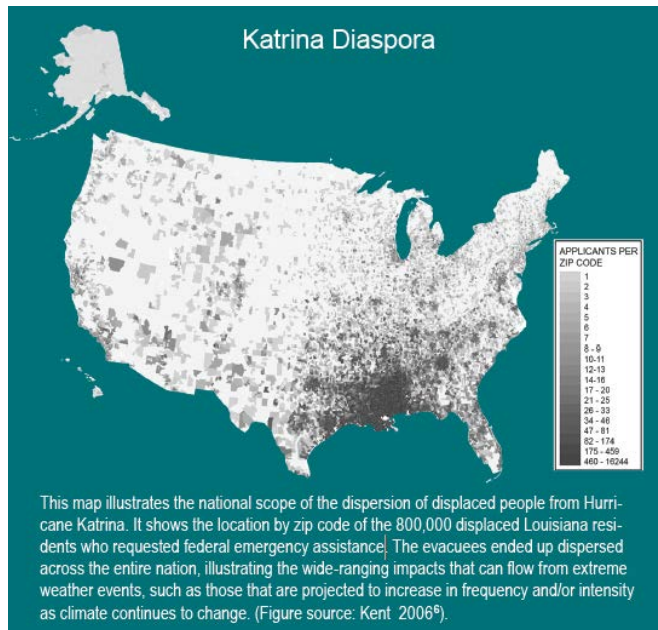 Katrina Diaspora
APPLICANTS PER
ZIP CODE
1
2
3
4
5
6
7
8 - 9
10-11
12-13
14-16
17 - 20
21 - 25
26 - 33
34 - 46
47 - 81
82 - 174
175 - 459
460 - 16244
This map illustrates the national scope of the dispersion of displaced people from Hurri-
cane Katrina. It shows the location by zip code of the 800,000 displaced Louisiana resi-
dents who requested federal emergency assistance. The evacuees ended up dispersed
across the entire nation, illustrating the wide-ranging impacts that can flow from extreme
weather events, such as those that are projected to increase in frequency and/or intensity
as climate continues to change. (Figure source: Kent 2006⁶).